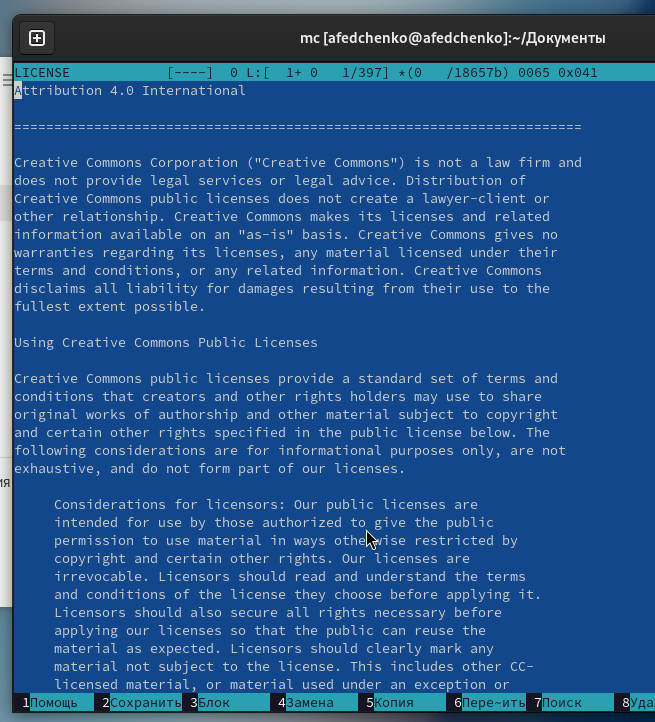 mc [afedchenko@afedchenko]:~/Документы
LICENSE [----] 0 L:[ 1+ 0 1/397] *(0 /18657b) 0065 0x041
Attribution 4.0 International
=======================================================================
Creative Commons Corporation ("Creative Commons") is not a law firm and
does not provide legal services or legal advice. Distribution of
Creative Commons public licenses does not create a lawyer-client or
other relationship. Creative Commons makes its licenses and related
information available on an "as-is" basis. Creative Commons gives no
warranties regarding its licenses, any material licensed under their
terms and conditions, or any related information. Creative Commons
disclaims all liability for damages resulting from their use to the
fullest extent possible.
Using Creative Commons Public Licenses
Creative Commons public licenses provide a standard set of terms and
conditions that creators and other rights holders may use to share
original works of authorship and other material subject to copyright
and certain other rights specified in the public license below. The
following considerations are for informational purposes only, are not
exhaustive, and do not form part of our licenses.
Considerations for licensors: Our public licenses are
intended for use by those authorized to give the public
permission to use material in ways otherwise restricted by
copyright and certain other rights. Our licenses are
irrevocable. Licensors should read and understand the terms
and conditions of the license they choose before applying it.
Licensors should also secure all rights necessary before
applying our licenses so that the public can reuse the
material as expected. Licensors should clearly mark any
material not subject to the license. This includes other CC-
licensed material, or material used under an exception or
1Помощь 2Сохранить 3Блок 4Замена 5Копия 6Пере~ить 7Поиск 8Уда